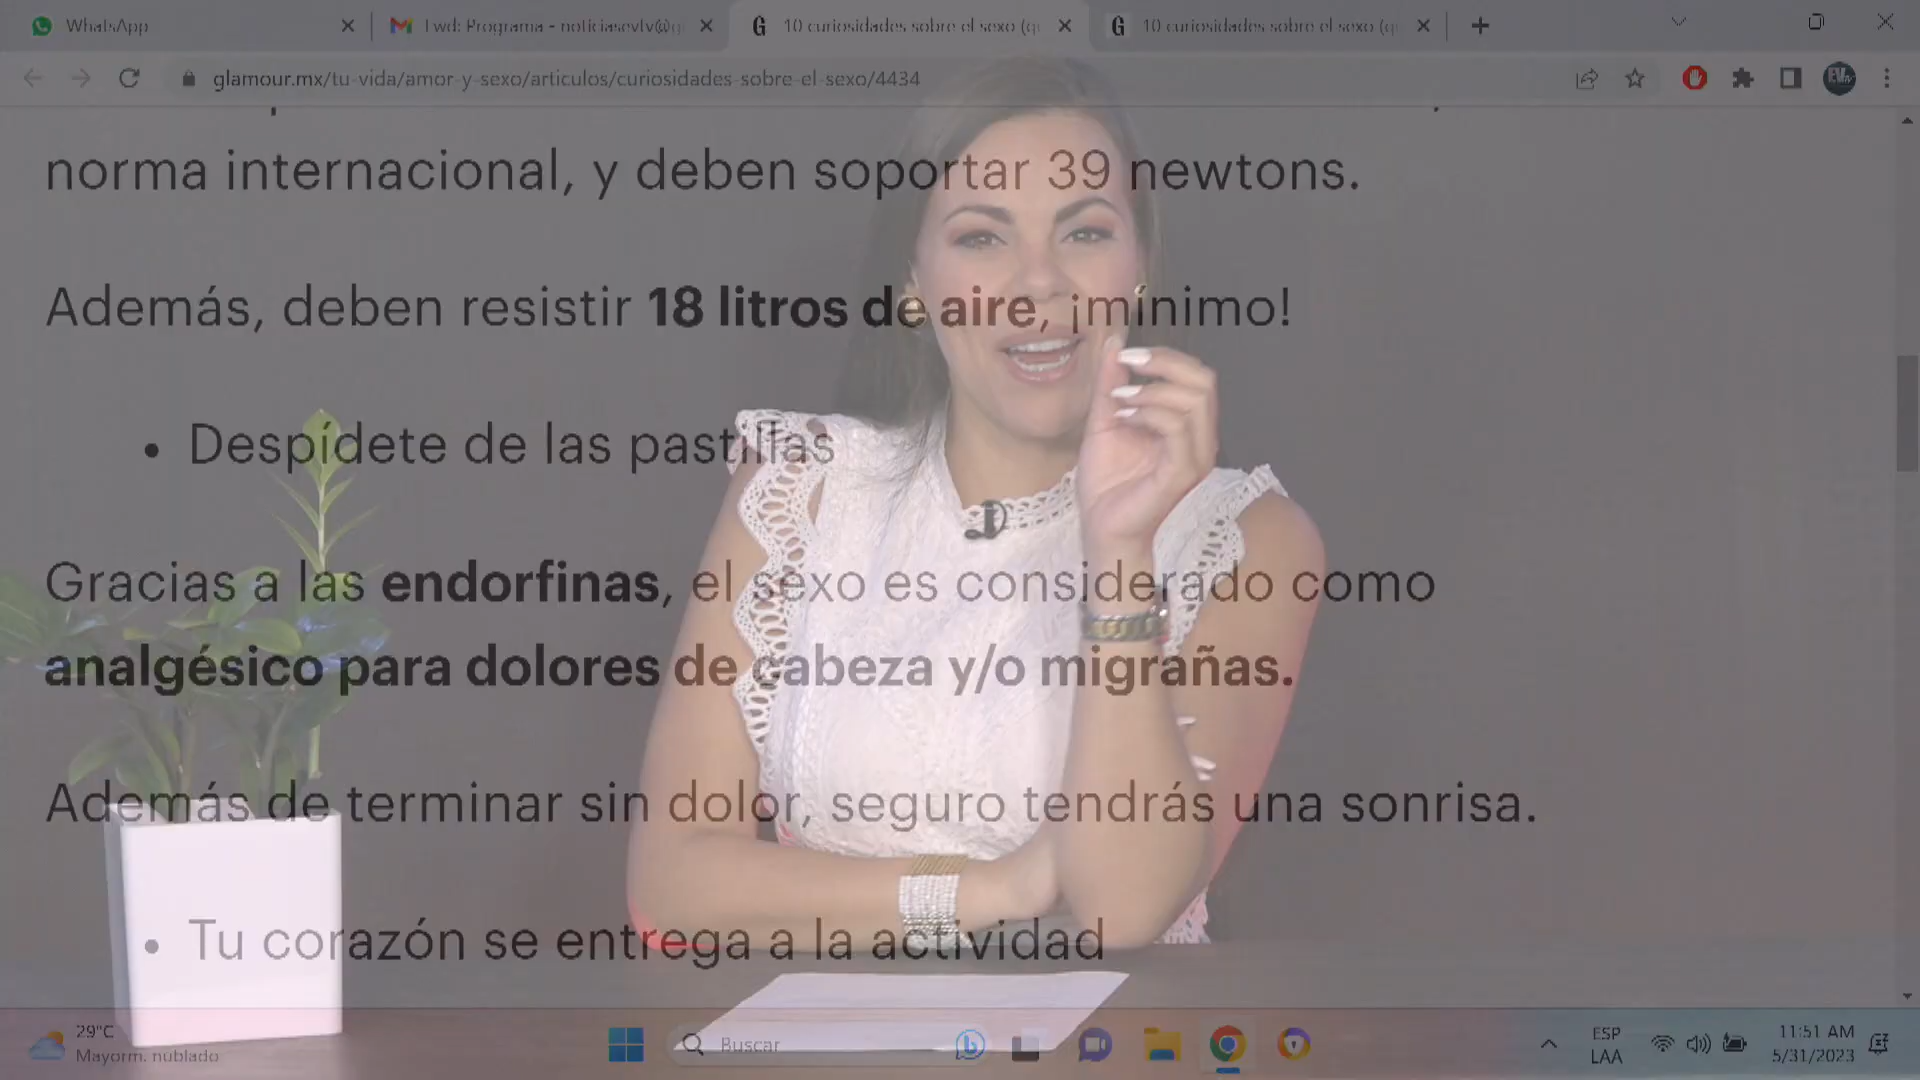 WhatsApp
Fwd: Programa - noticiasevtv@g
10 curiosidades sobre el sexo (q
10 curiosidades sobre el sexo (q
glamour.mx/tu-vida/amor-y-sexo/articulos/curiosidades-sobre-el-sexo/4434
norma internacional, y deben soportar 39 newtons.
Además, deben resistir 18 litros de aire, ¡mínimo!
• Despídete de las pastillas
Gracias a las endorfinas, el sexo es considerado como
analgésico para dolores de cabeza y/o migrañas.
Además de terminar sin dolor, seguro tendrás una sonrisa.
• Tu corazón se entrega a la actividad
29°C
Mayorm. nublado
Buscar
ESP
LAA
11:51 AM
5/31/2023